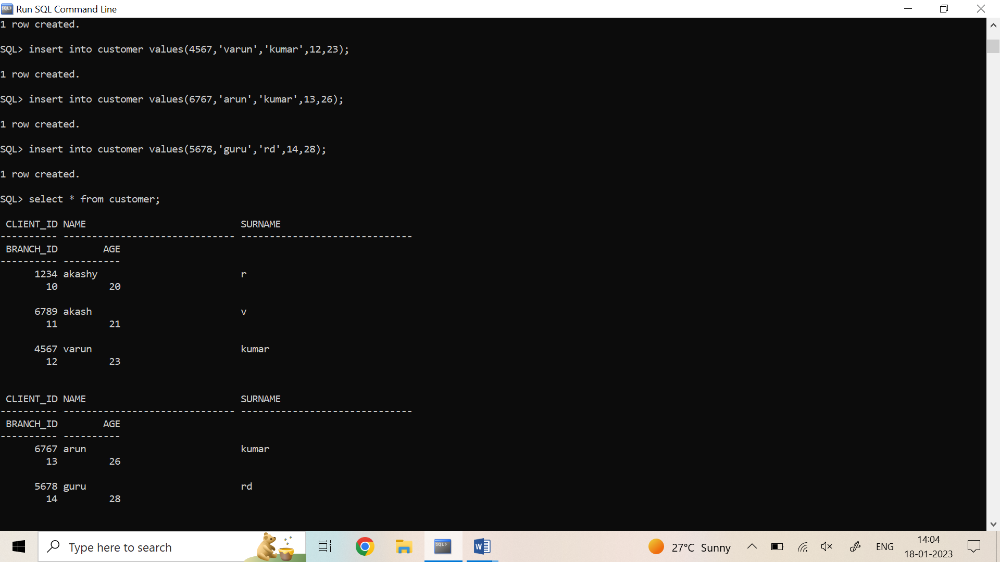 Run SQL Command Line
1 row created.
SQL> insert into customer values(4567,'varun','kumar',12,23);
1 row created.
SQL> insert into customer values(6767,'arun','kumar',13,26);
1 row created.
SQL> insert into customer values(5678,'guru','rd',14,28);
1 row created.
SQL> select * from customer;
CLIENT_ID NAME                           SURNAME
---------- ------------------------------ ------------------------------
BRANCH_ID        AGE
---------- ----------
1234 akashy                         r
10         20
6789 akash                          v
11         21
4567 varun                          kumar
12         23
CLIENT_ID NAME                           SURNAME
---------- ------------------------------ ------------------------------
BRANCH_ID        AGE
---------- ----------
6767 arun                           kumar
13         26
5678 guru                           rd
14         28
Type here to search
SQL>
W
27°C Sunny
ENG
14:04
18-01-2023